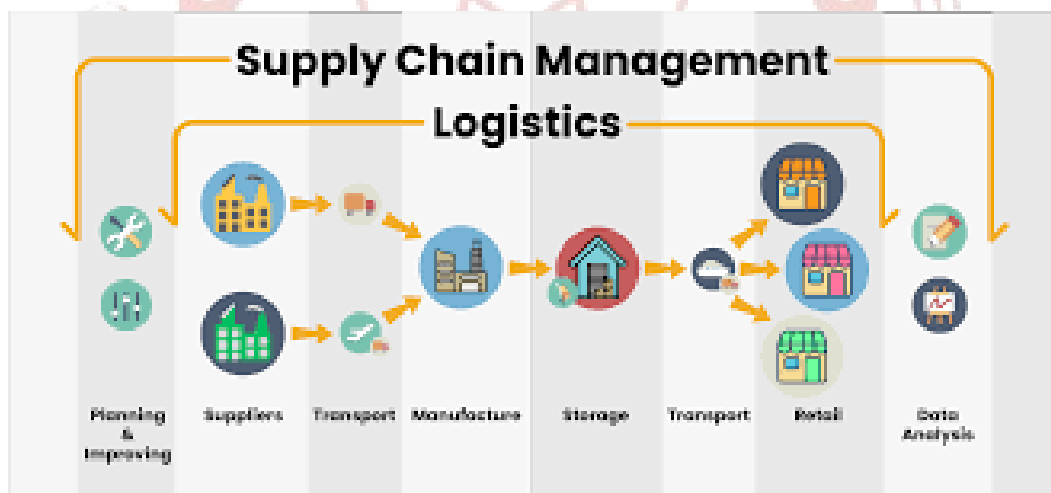 Supply Chain Management
Logistics
Planning
&
Improving
Suppliers
Transport
Manufacture
Storage
Transport
Retail
Data
Analysis